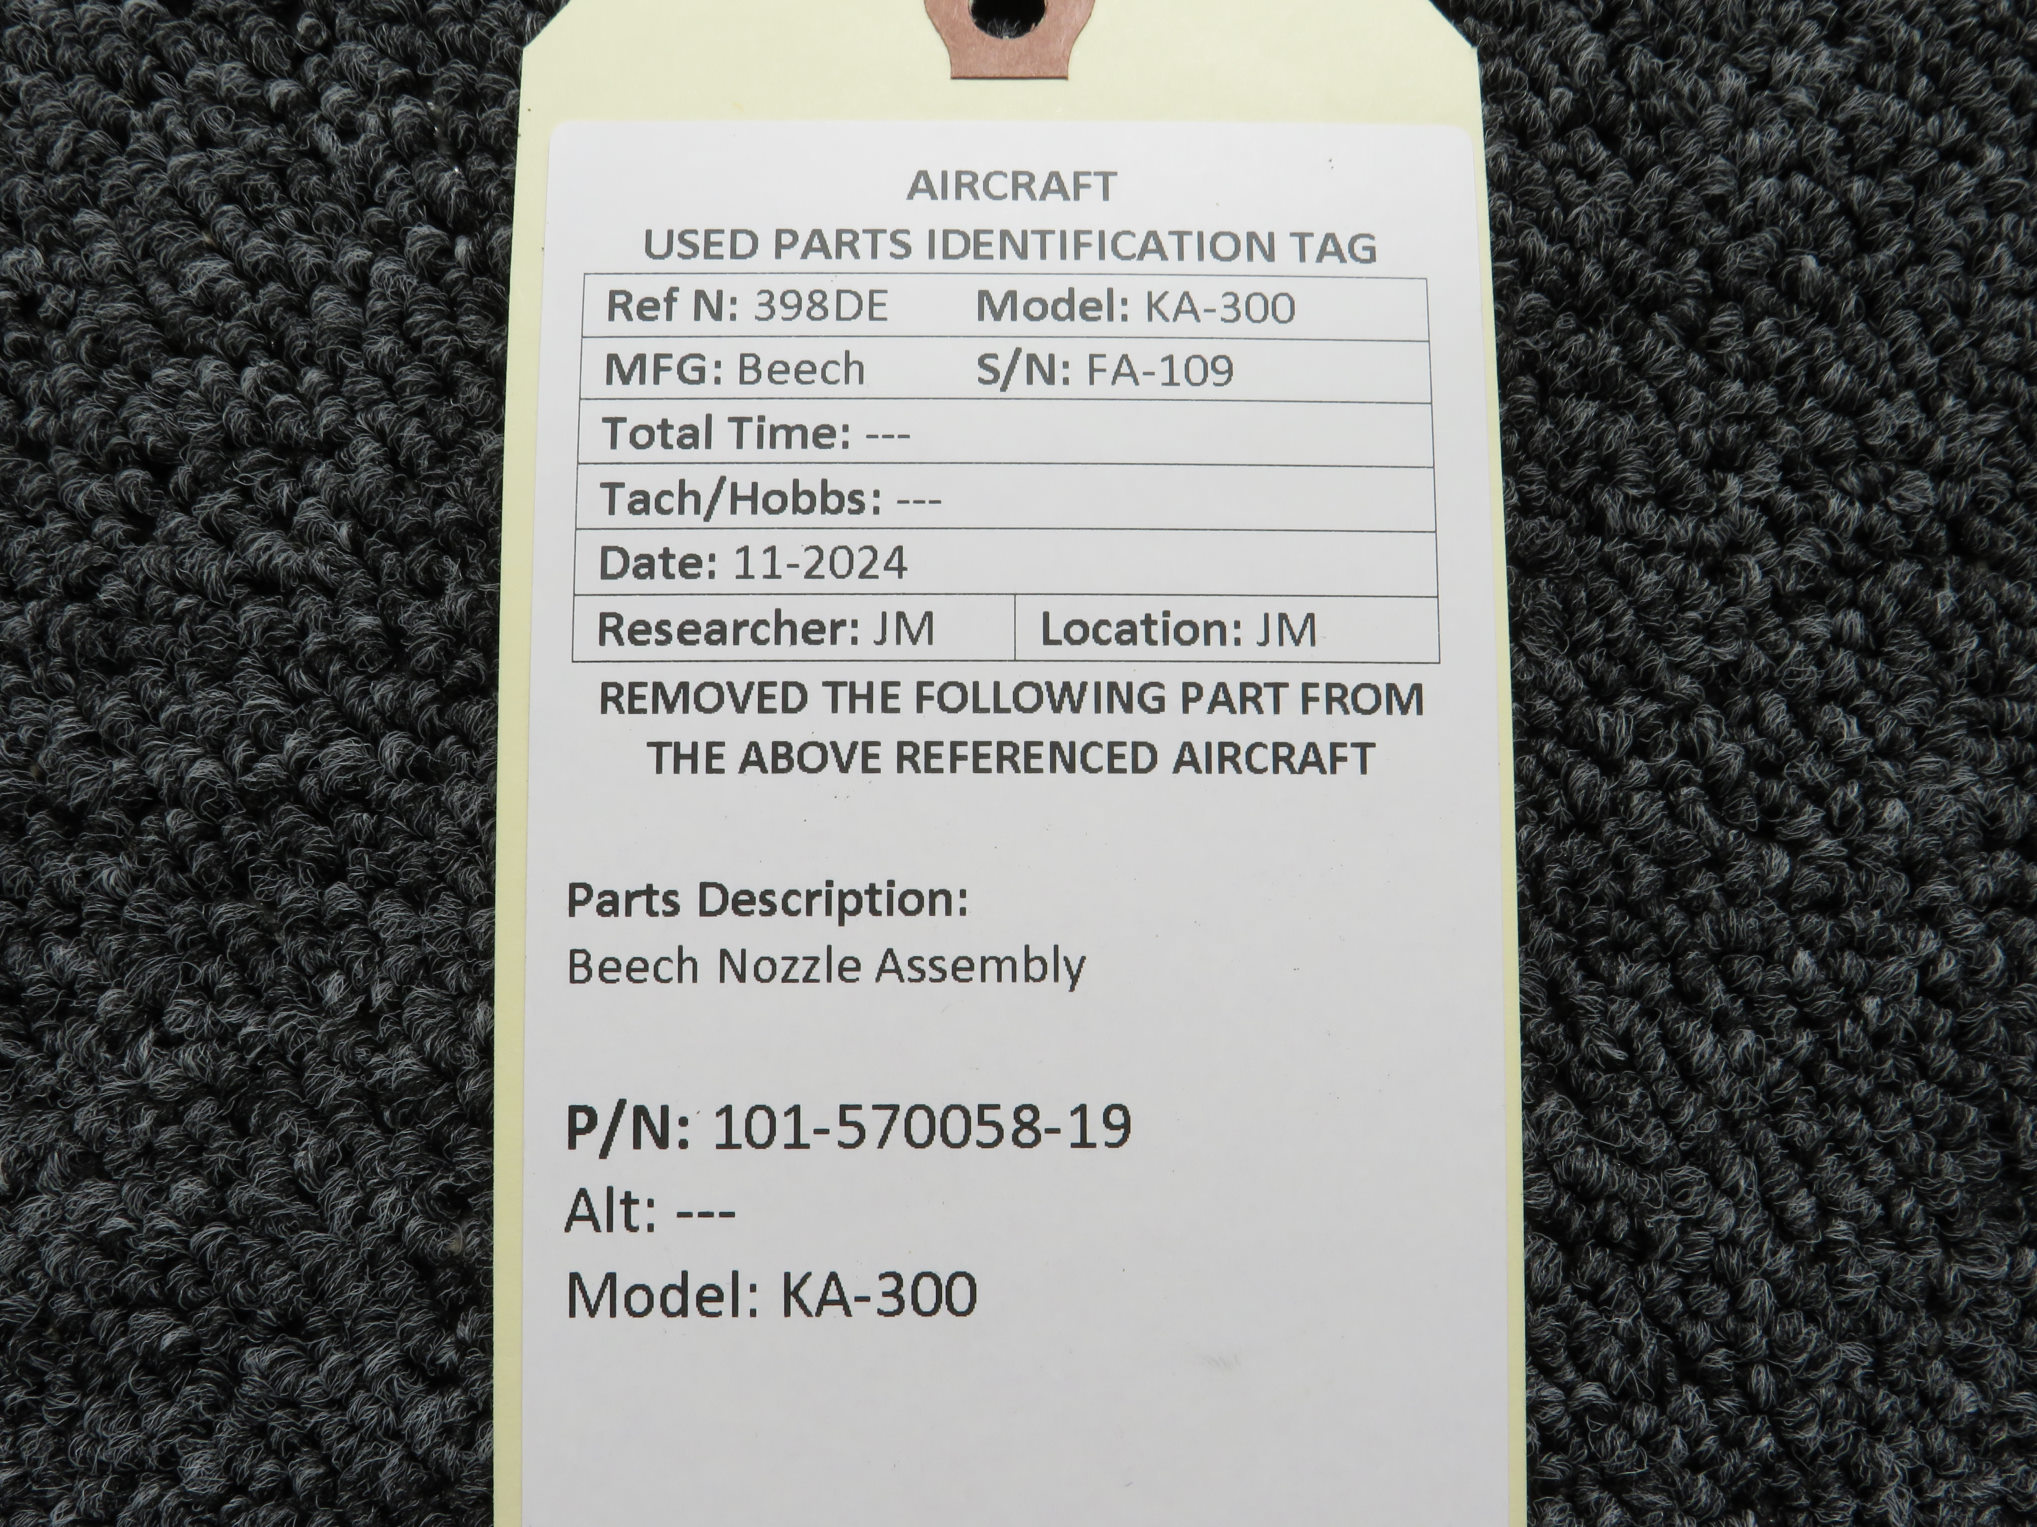 AIRCRAFT
USED PARTS IDENTIFICATION TAG
Ref N: 398DE Model: KA-300
MFG: Beech S/N: FA-109
Total Time: ---
Tach/Hobbs: ---
Date: 11-2024
Researcher: JM Location: JM
REMOVED THE FOLLOWING PART FROM
THE ABOVE REFERENCED AIRCRAFT
Parts Description:
Beech Nozzle Assembly
P/N: 101-570058-19
Alt: ---
Model: KA-300